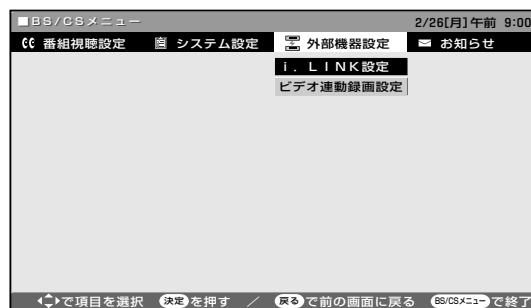 ■BS/CSメニュー 2/26[月]午前 9:00
番組視聴設定 システム設定 外部機器設定 お知らせ
i．LINK設定
ビデオ連動録画設定
で項目を選択 決定を押す ／ 戻るで前の画面に戻る BS/CSメニューで終了